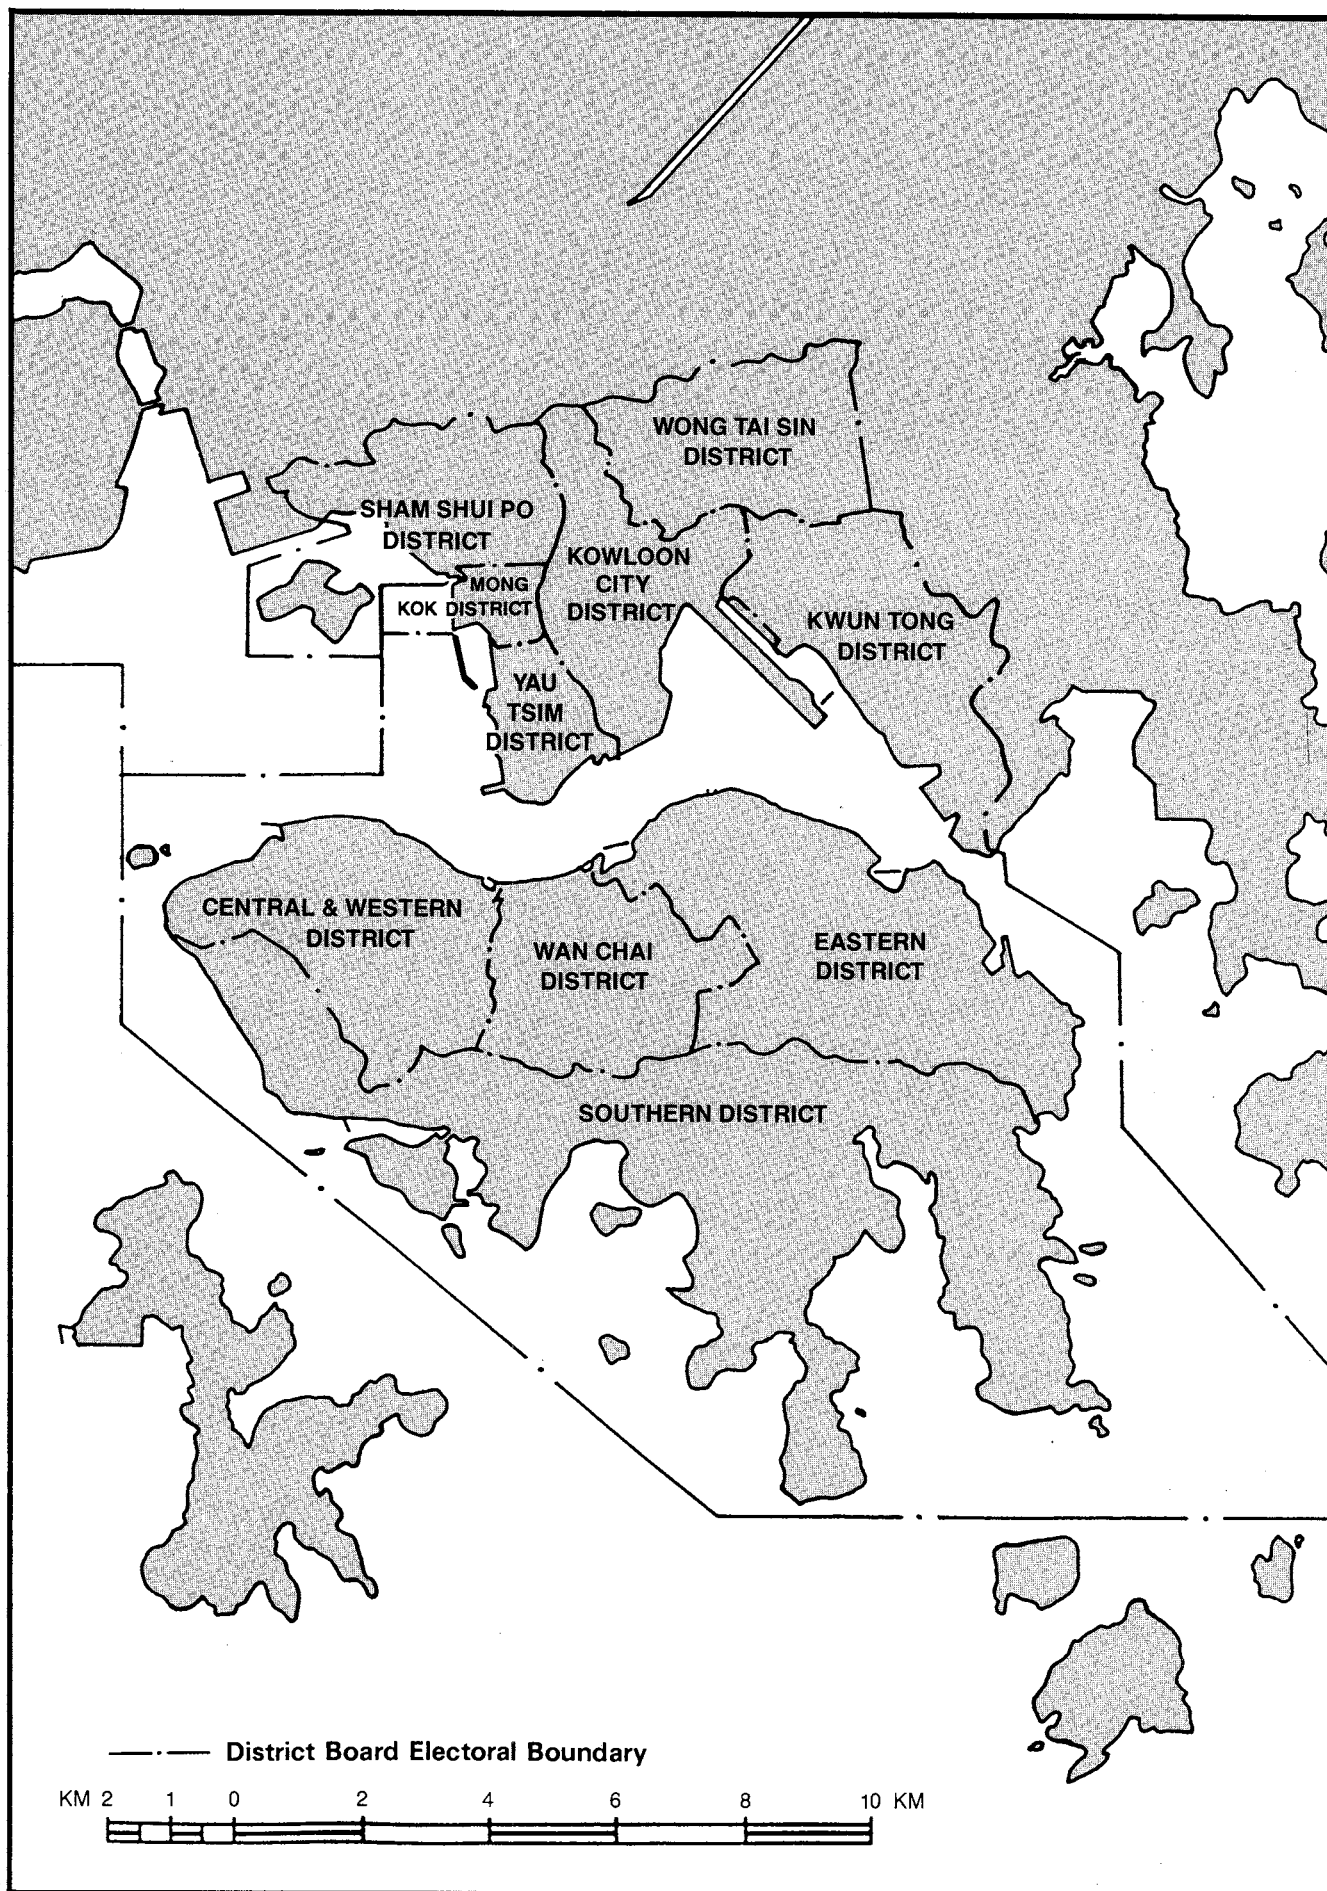 WONG TAI SIN
DISTRICT
SHAM SHUI PO
DISTRICT
KOWLOON
CITY
DISTRICT
MONG
KOK DISTRICT
KWUN TONG
DISTRICT
YAU
TSIM
DISTRICT
CENTRAL & WESTERN
DISTRICT
WAN CHAI
DISTRICT
EASTERN
DISTRICT
SOUTHERN DISTRICT
District Board Electoral Boundary
KM 2 1 0 2 4 6 8 10 KM